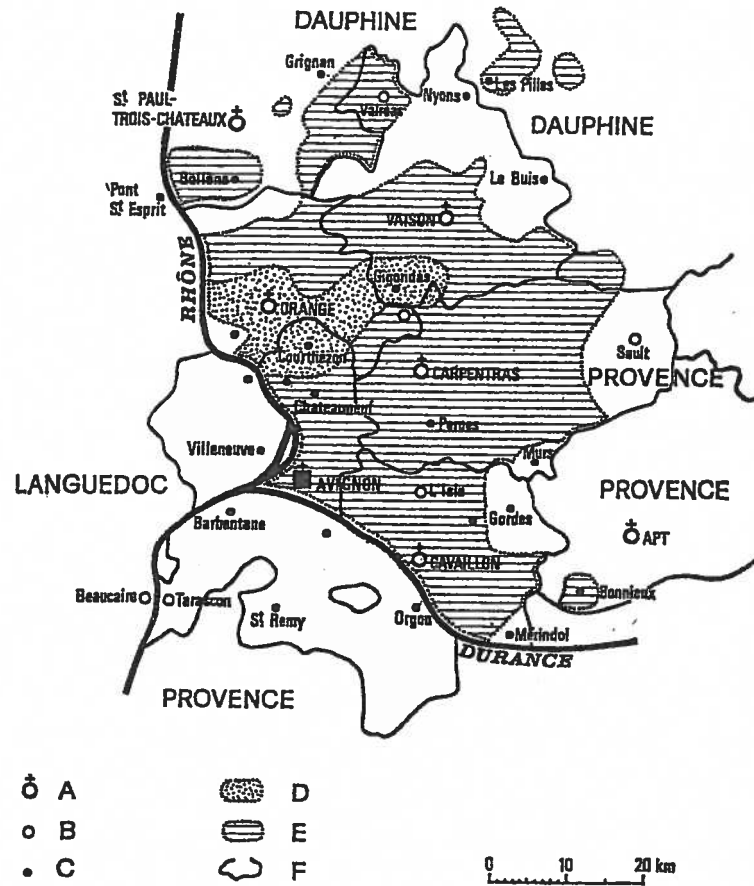 DAUPHINE
Grignan
St PAUL-
TROIS-CHATEAUX
Valréas
Nyons
Les Pilles
DAUPHINE
Bollene
Le Buis
Pont
St Esprit
VAISON
RHÔNE
Gigondas
ORANGE
Courthezon
CARPENTRAS
Sault
PROVENCE
Chateauneuf
Pernes
Villeneuve
Murs
LANGUEDOC
AVIGNON
L'Isle
PROVENCE
Gordes
Barbentane
APT
CAVAILLON
Beaucaire
Tarascon
Bonnieux
St Remy
Orgon
Mérindol
DURANCE
PROVENCE
A
D
B
E
C
F
0 10 20 km